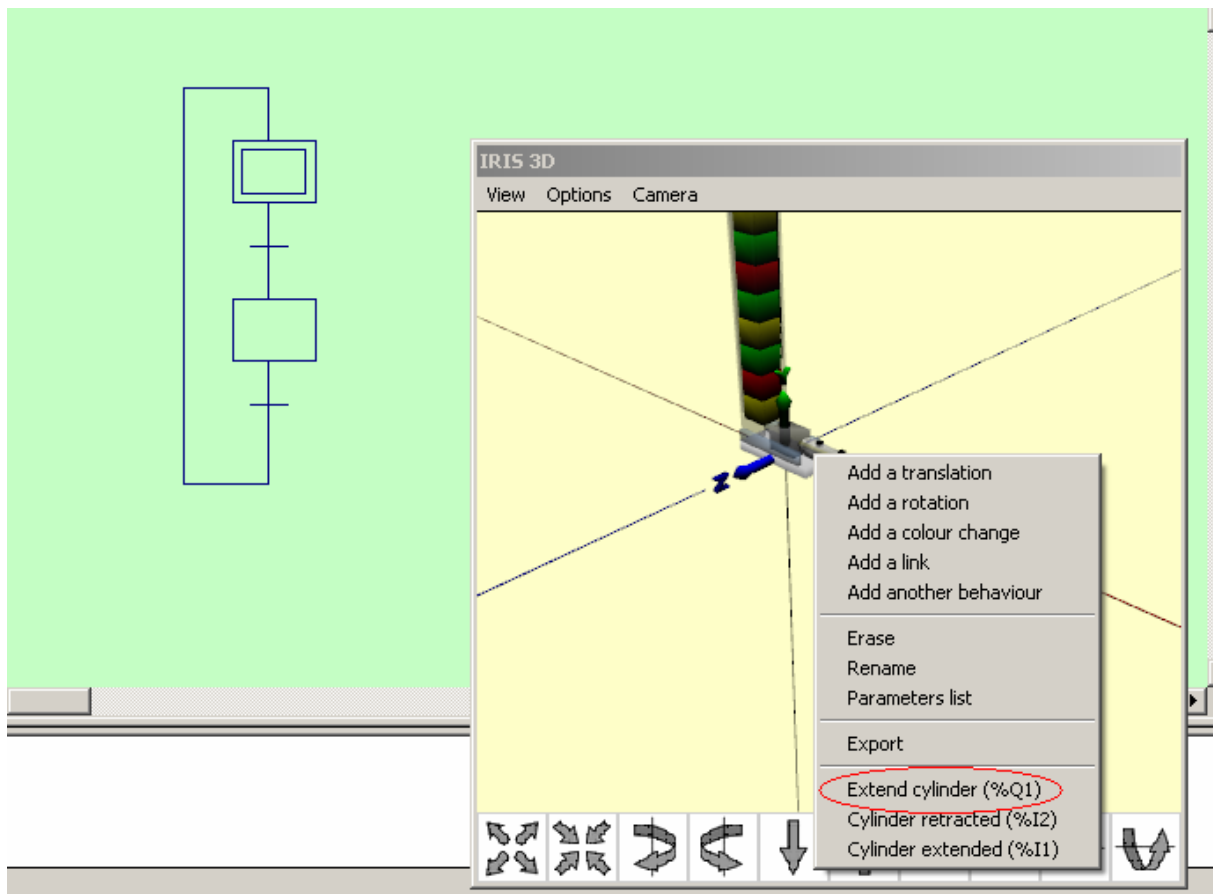 IRIS 3D
View Options Camera
Y
Z
Add a translation
Add a rotation
Add a colour change
Add a link
Add another behaviour
Erase
Rename
Parameters list
Export
Extend cylinder (%Q1)
Cylinder retracted (%I2)
Cylinder extended (%I1)